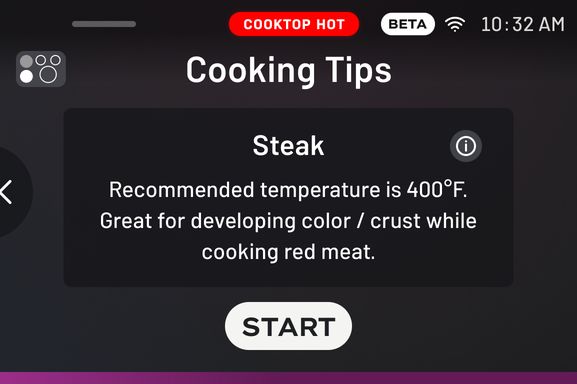 COOKTOP HOT BETA 10:32 AM
Cooking Tips
Steak
Recommended temperature is 400°F.
Great for developing color / crust while
cooking red meat.
START